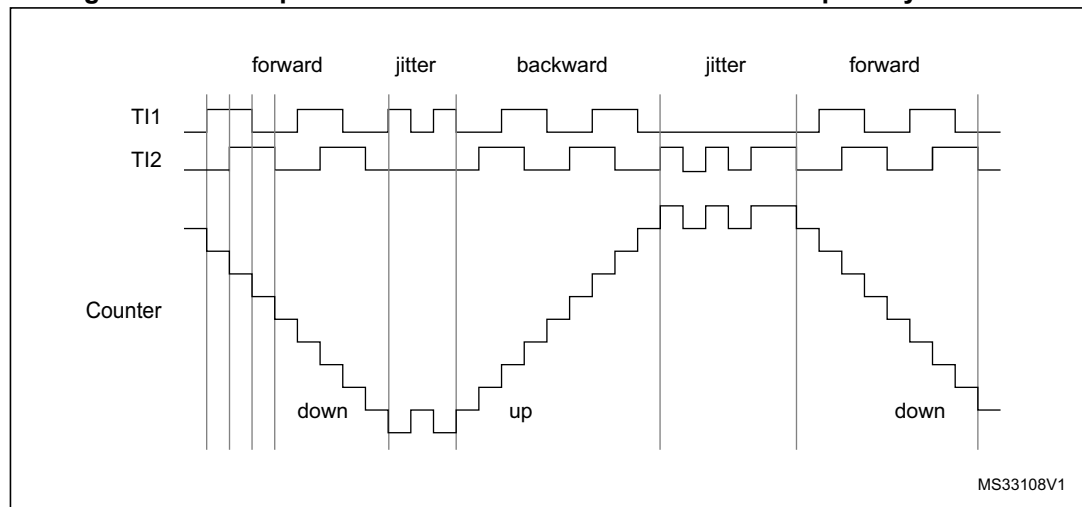 forward jitter backward jitter forward
TI1
TI2
Counter
down up down
MS33108V1